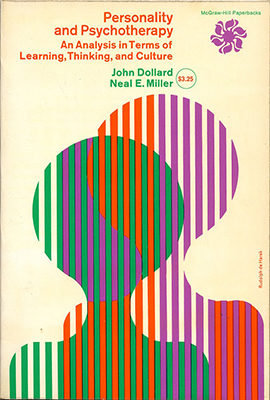 Personality
and Psychotherapy
An Analysis in Terms of
Learning, Thinking, and Culture
John Dollard
Neal E. Miller
$3.25
McGraw-Hill Paperbacks
Rudolph de Harak